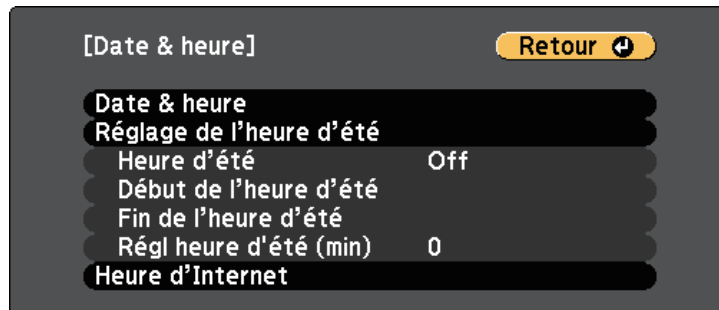 [Date & heure] Retour
Date & heure
Réglage de l’heure d’été
Heure d’été Off
Début de l’heure d’été
Fin de l’heure d’été
Régl heure d'été (min) 0
Heure d’Internet